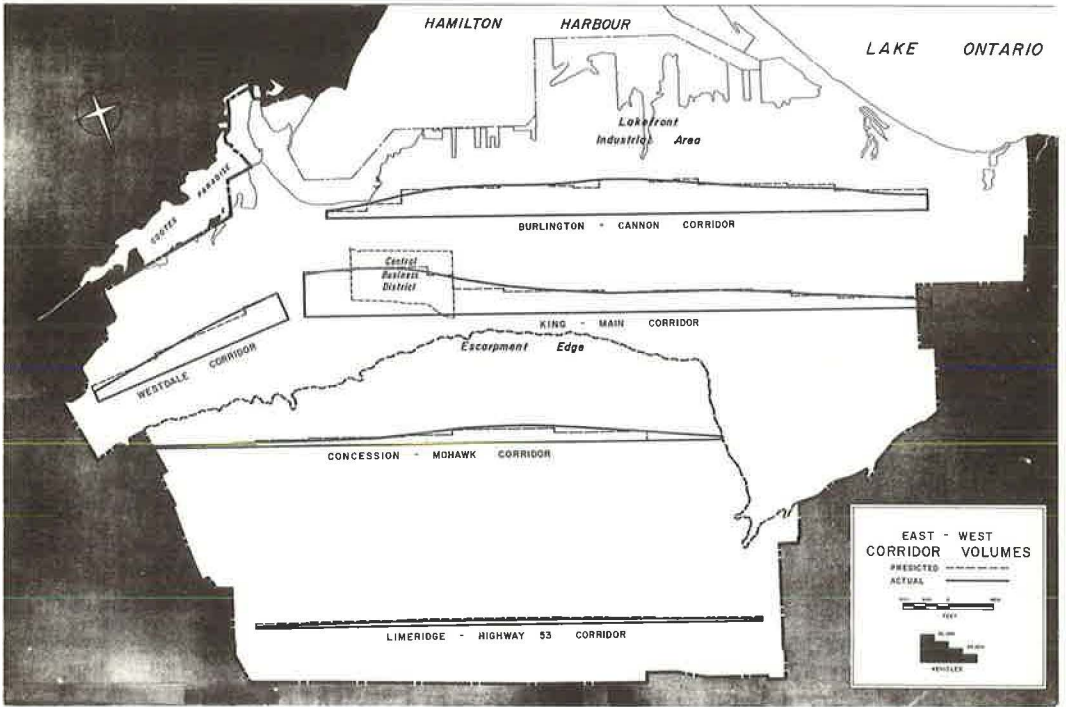 HAMILTON HARBOUR
LAKE ONTARIO
Lakefront
Industrial Area
COOTES PARADISE
BURLINGTON - CANNON CORRIDOR
Central
Business
District
KING - MAIN CORRIDOR
Escarpment Edge
WESTDALE CORRIDOR
CONCESSION - MOHAWK CORRIDOR
LIMERIDGE - HIGHWAY 53 CORRIDOR
EAST - WEST
CORRIDOR VOLUMES
PREDICTED
ACTUAL
FEET
VEHICLES